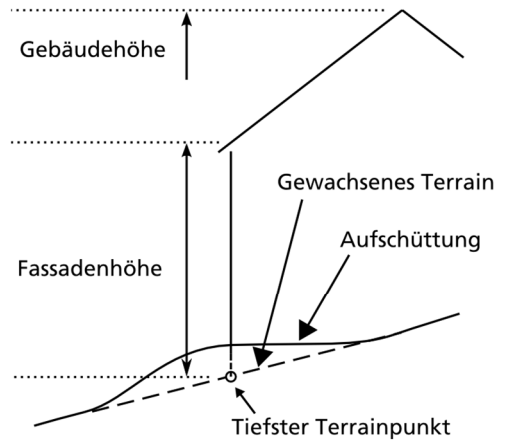 Gebäudehöhe
Gewachsenes Terrain
Aufschüttung
Fassadenhöhe
Tiefster Terrainpunkt